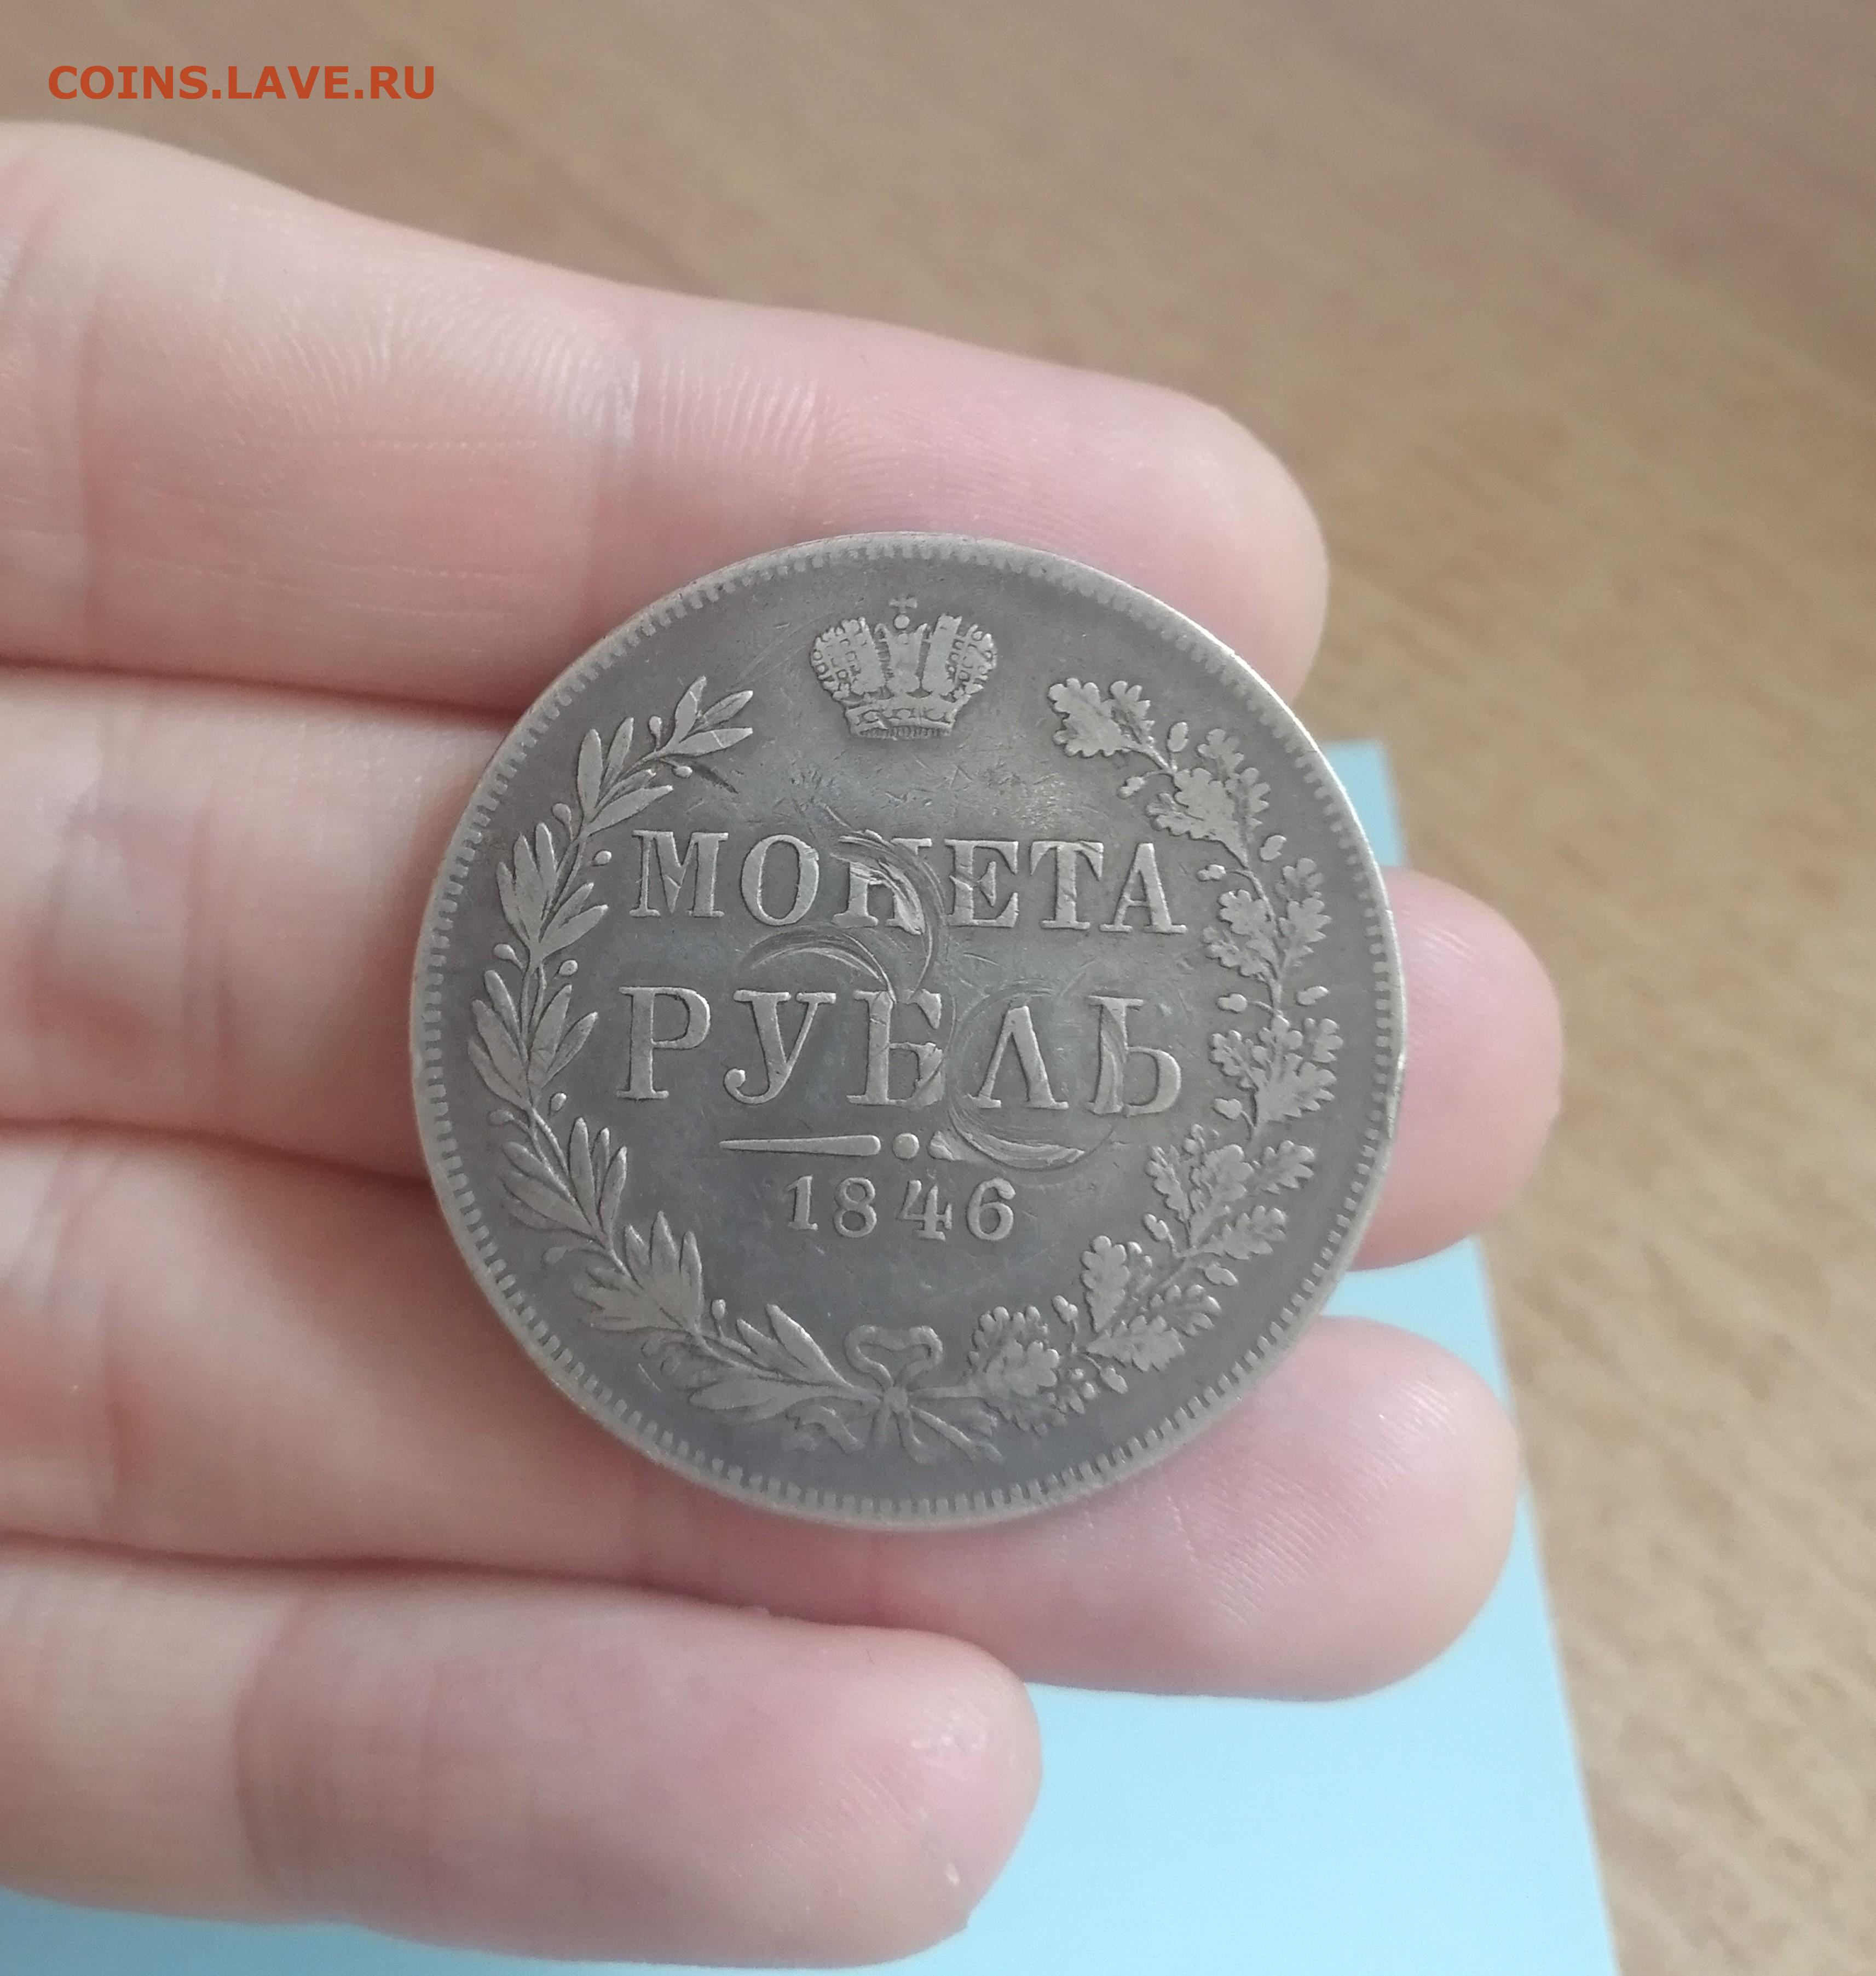 COINS.LAVE.RU
МОНЕТА
РУБЛЬ
1846